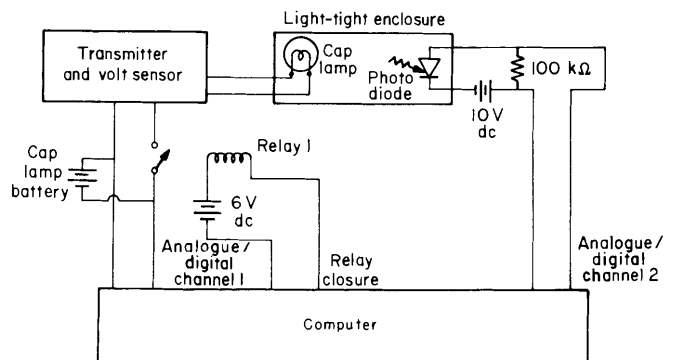 Light-tight enclosure
Transmitter
and volt sensor
Cap
lamp
Photo
diode
100 kΩ
10 V
dc
Cap
lamp
battery
Relay 1
6 V
dc
Analogue/
digital
channel 1
Relay
closure
Analogue/
digital
channel 2
Computer